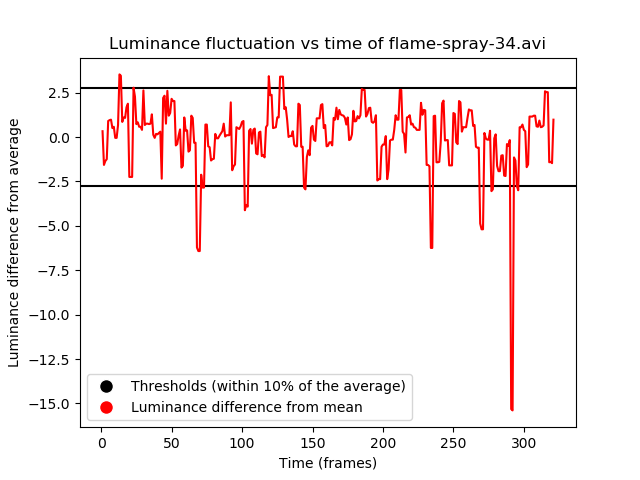 Luminance fluctuation vs time of flame-spray-34.avi
Luminance difference from average
2.5
0.0
−2.5
−5.0
−7.5
−10.0
−12.5
−15.0
Thresholds (within 10% of the average)
Luminance difference from mean
0 50 100 150 200 250 300
Time (frames)